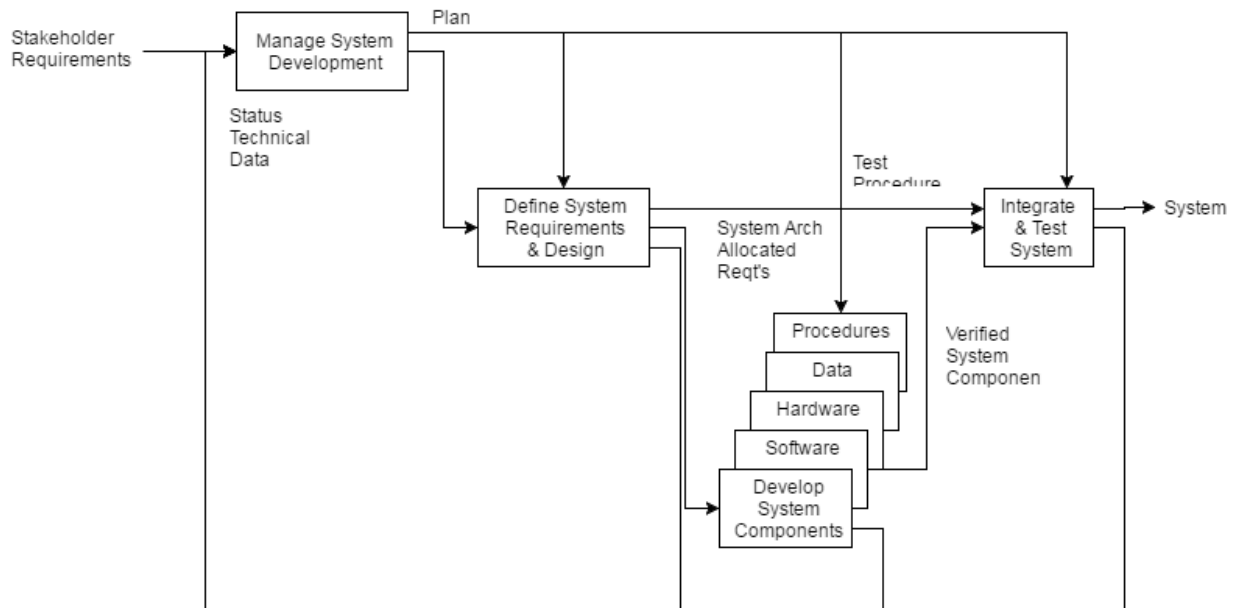 Plan
Stakeholder
Requirements
Manage System
Development
Status
Technical
Data
Test
Procedure
Define System
Requirements
& Design
System Arch
Allocated
Reqt's
Integrate
& Test
System
System
Procedures
Data
Hardware
Software
Develop
System
Components
Verified
System
Componen